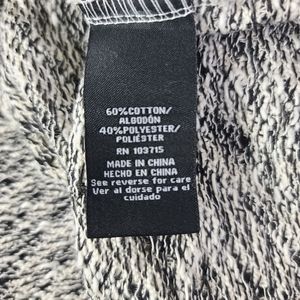 60%COTTON/
ALGODÓN
40%POLYESTER/
POLIÉSTER
RN 103715
MADE IN CHINA
HECHO EN CHINA
See reverse for care
Ver al dorse para el
cuidado